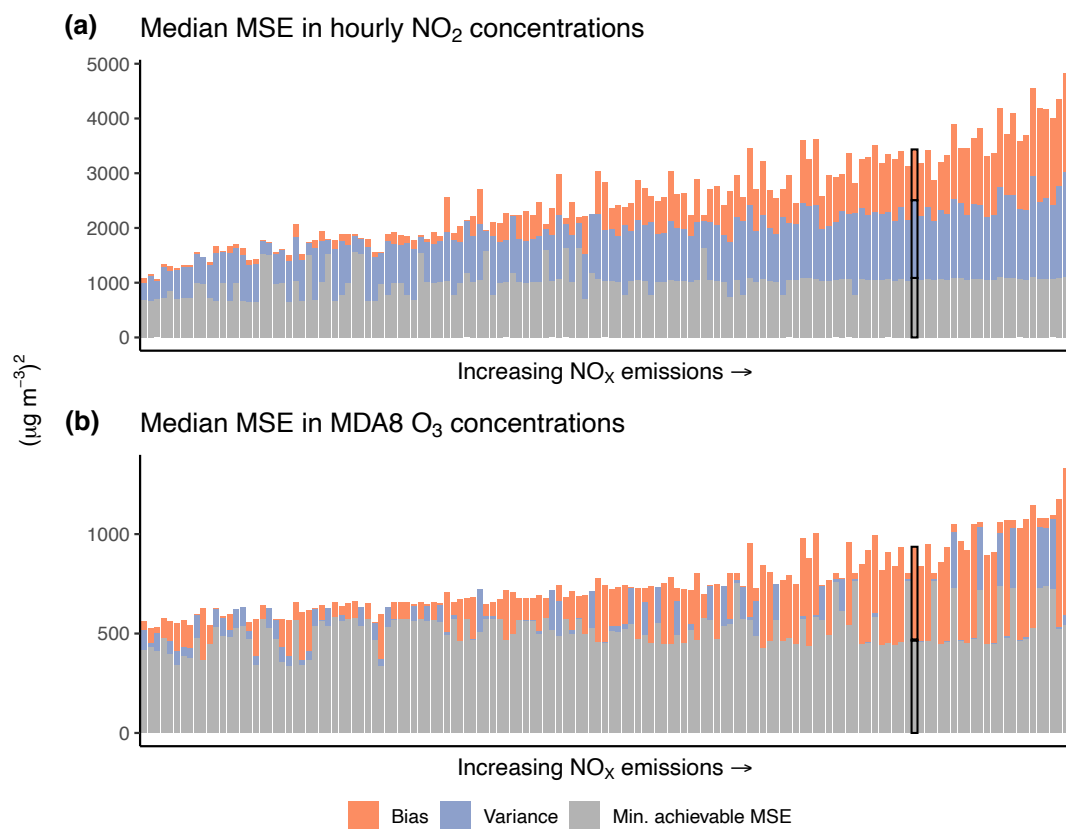 (a) Median MSE in hourly NO₂ concentrations
5000
4000
3000
2000
1000
0
Increasing NOₓ emissions →
(μg m⁻³)²
(b) Median MSE in MDA8 O₃ concentrations
1000
500
0
Increasing NOₓ emissions →
Bias Variance Min. achievable MSE